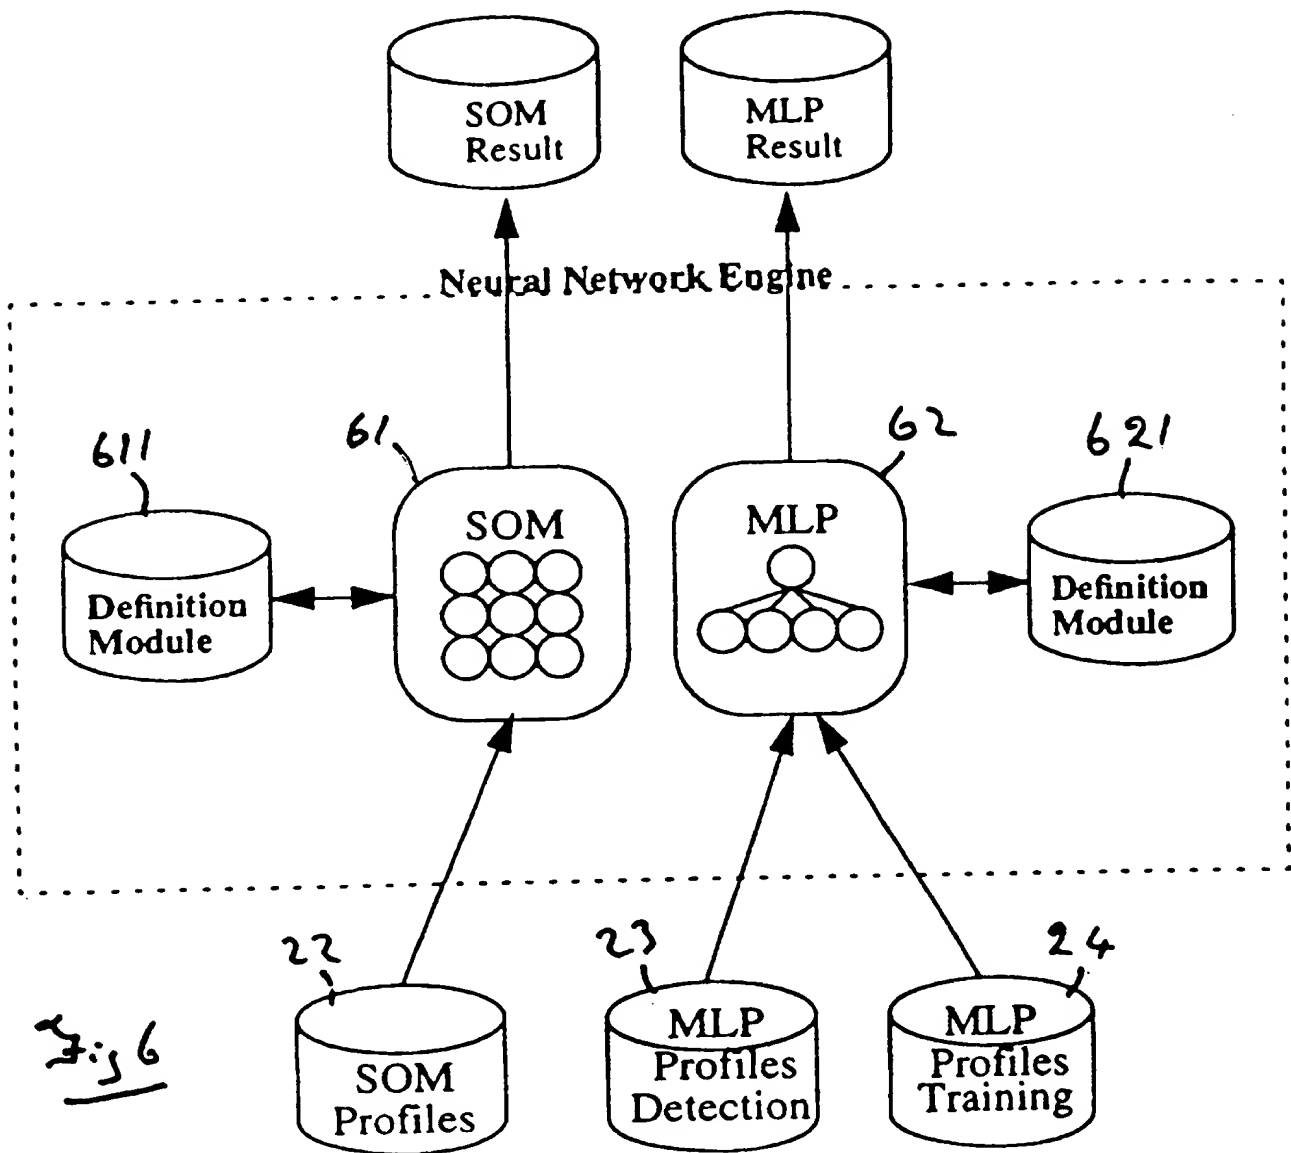 SOM
Result
MLP
Result
Neural Network Engine
611
61
62
621
SOM
MLP
Definition
Module
Definition
Module
22
23
24
SOM
Profiles
MLP
Profiles
Detection
MLP
Profiles
Training
Fig 6